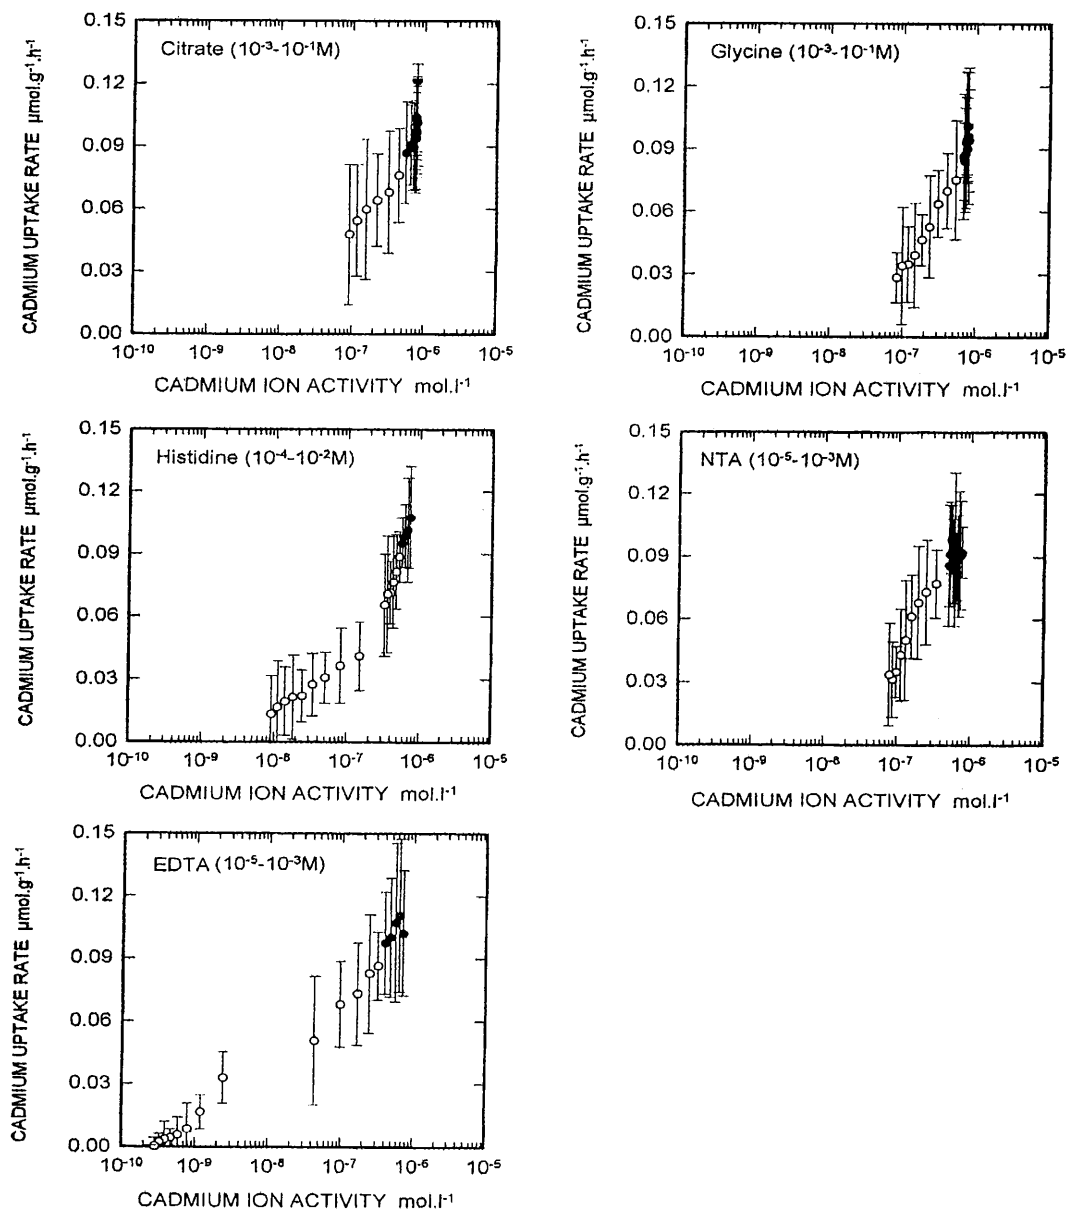 CADMIUM UPTAKE RATE µmol.g⁻¹.h⁻¹
0.15
0.12
0.09
0.06
0.03
0.00
Citrate (10⁻³-10⁻¹M)
10⁻¹⁰ 10⁻⁹ 10⁻⁸ 10⁻⁷ 10⁻⁶ 10⁻⁵
CADMIUM ION ACTIVITY mol.l⁻¹
CADMIUM UPTAKE RATE µmol.g⁻¹.h⁻¹
0.15
0.12
0.09
0.06
0.03
0.00
Glycine (10⁻³-10⁻¹M)
10⁻¹⁰ 10⁻⁹ 10⁻⁸ 10⁻⁷ 10⁻⁶ 10⁻⁵
CADMIUM ION ACTIVITY mol.l⁻¹
CADMIUM UPTAKE RATE µmol.g⁻¹.h⁻¹
0.15
0.12
0.09
0.06
0.03
0.00
Histidine (10⁻⁴-10⁻²M)
10⁻¹⁰ 10⁻⁹ 10⁻⁸ 10⁻⁷ 10⁻⁶ 10⁻⁵
CADMIUM ION ACTIVITY mol.l⁻¹
CADMIUM UPTAKE RATE µmol.g⁻¹.h⁻¹
0.15
0.12
0.09
0.06
0.03
0.00
NTA (10⁻⁵-10⁻³M)
10⁻¹⁰ 10⁻⁹ 10⁻⁸ 10⁻⁷ 10⁻⁶ 10⁻⁵
CADMIUM ION ACTIVITY mol.l⁻¹
CADMIUM UPTAKE RATE µmol.g⁻¹.h⁻¹
0.15
0.12
0.09
0.06
0.03
0.00
EDTA (10⁻⁵-10⁻³M)
10⁻¹⁰ 10⁻⁹ 10⁻⁸ 10⁻⁷ 10⁻⁶ 10⁻⁵
CADMIUM ION ACTIVITY mol.l⁻¹